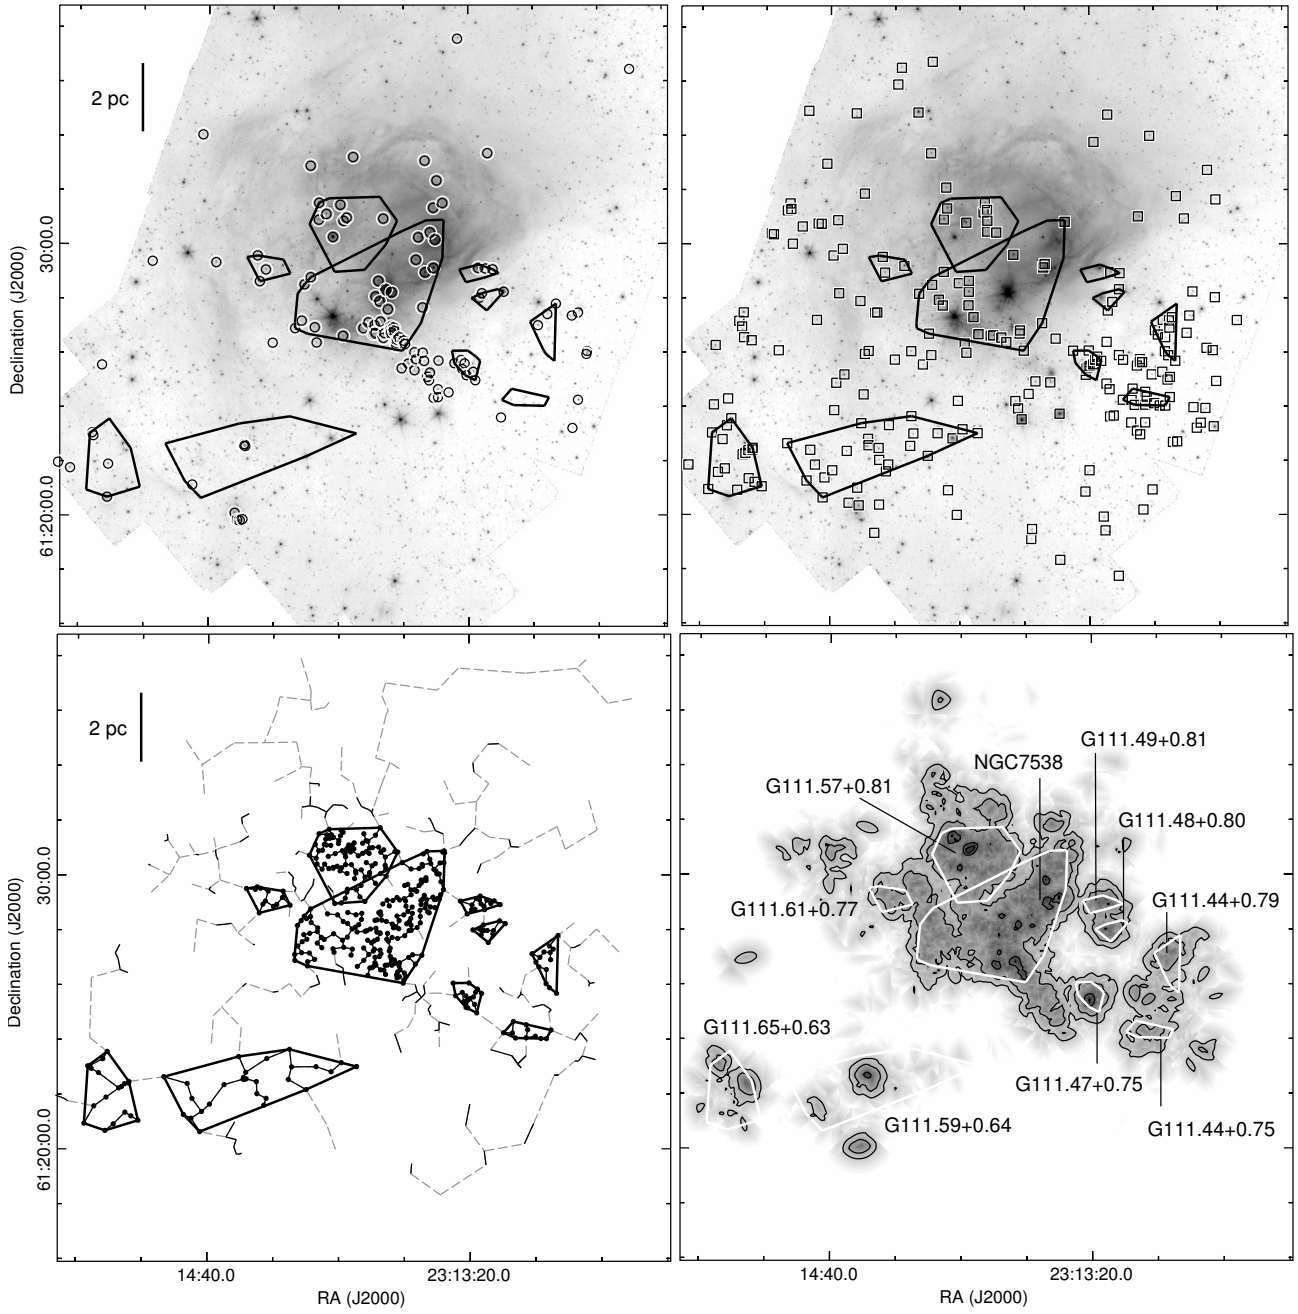 2 pc
Declination (J2000)
30:00.0
61:20:00.0
2 pc
Declination (J2000)
30:00.0
61:20:00.0
14:40.0
23:13:20.0
RA (J2000)
G111.49+0.81
NGC7538
G111.57+0.81
G111.48+0.80
G111.44+0.79
G111.61+0.77
G111.65+0.63
G111.47+0.75
G111.59+0.64
G111.44+0.75
14:40.0
23:13:20.0
RA (J2000)